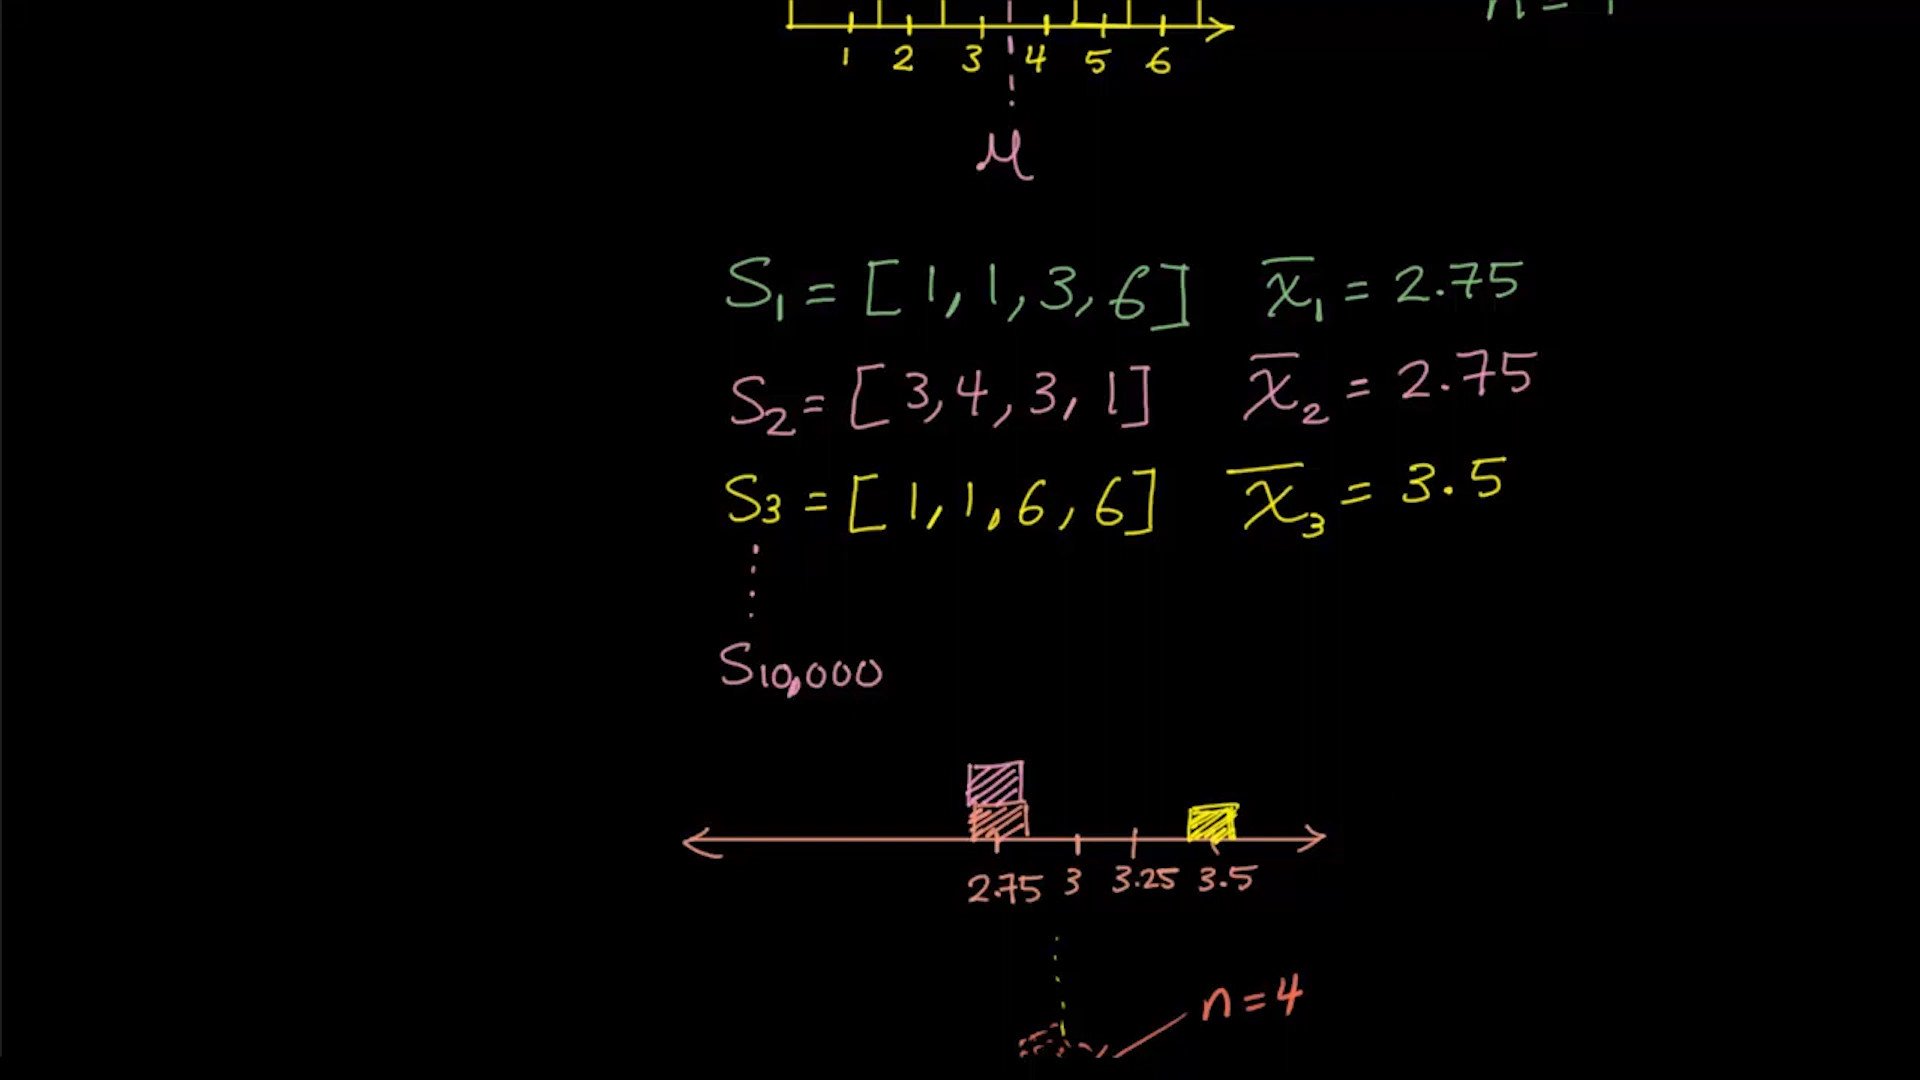 1 2 3 4 5 6
μ
S₁ = [1, 1, 3, 6] x̄₁ = 2.75
S₂ = [3, 4, 3, 1] x̄₂ = 2.75
S₃ = [1, 1, 6, 6] x̄₃ = 3.5
S₁₀,₀₀₀
2.75 3 3.25 3.5
n = 4